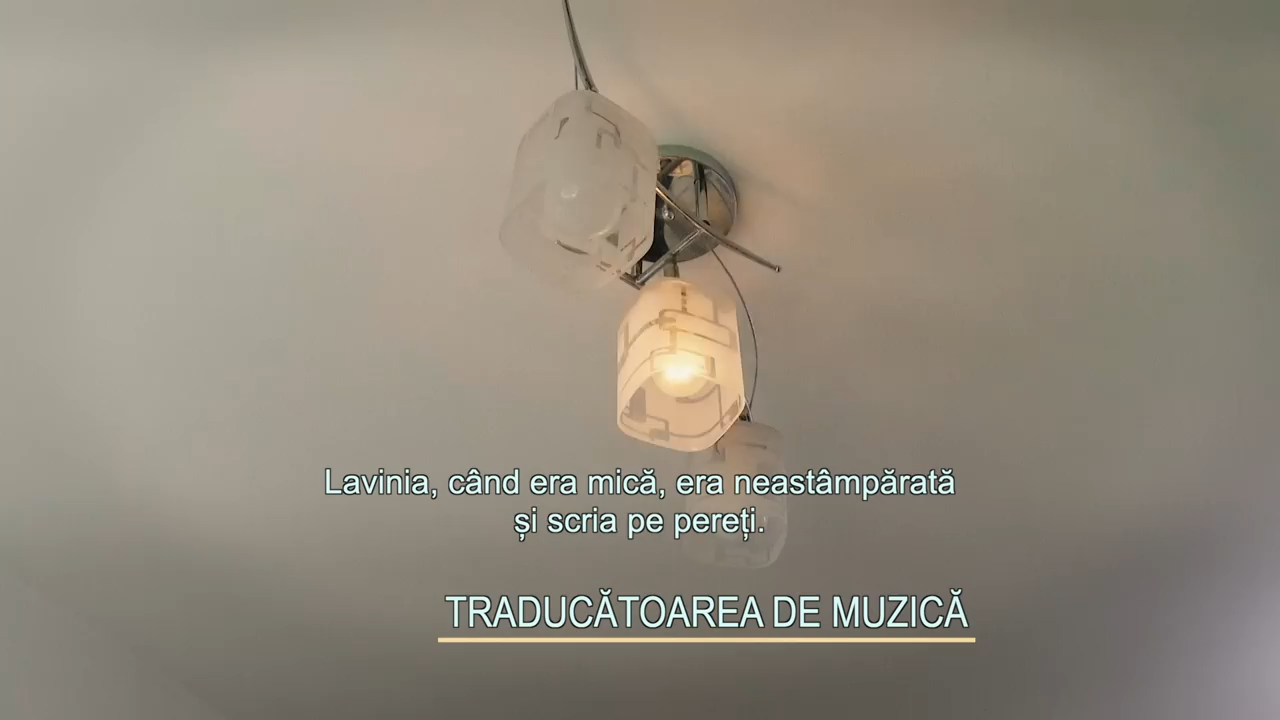 Lavinia, când era mică, era neastâmpărată
și scria pe pereți.
TRADUCĂTOAREA DE MUZICĂ